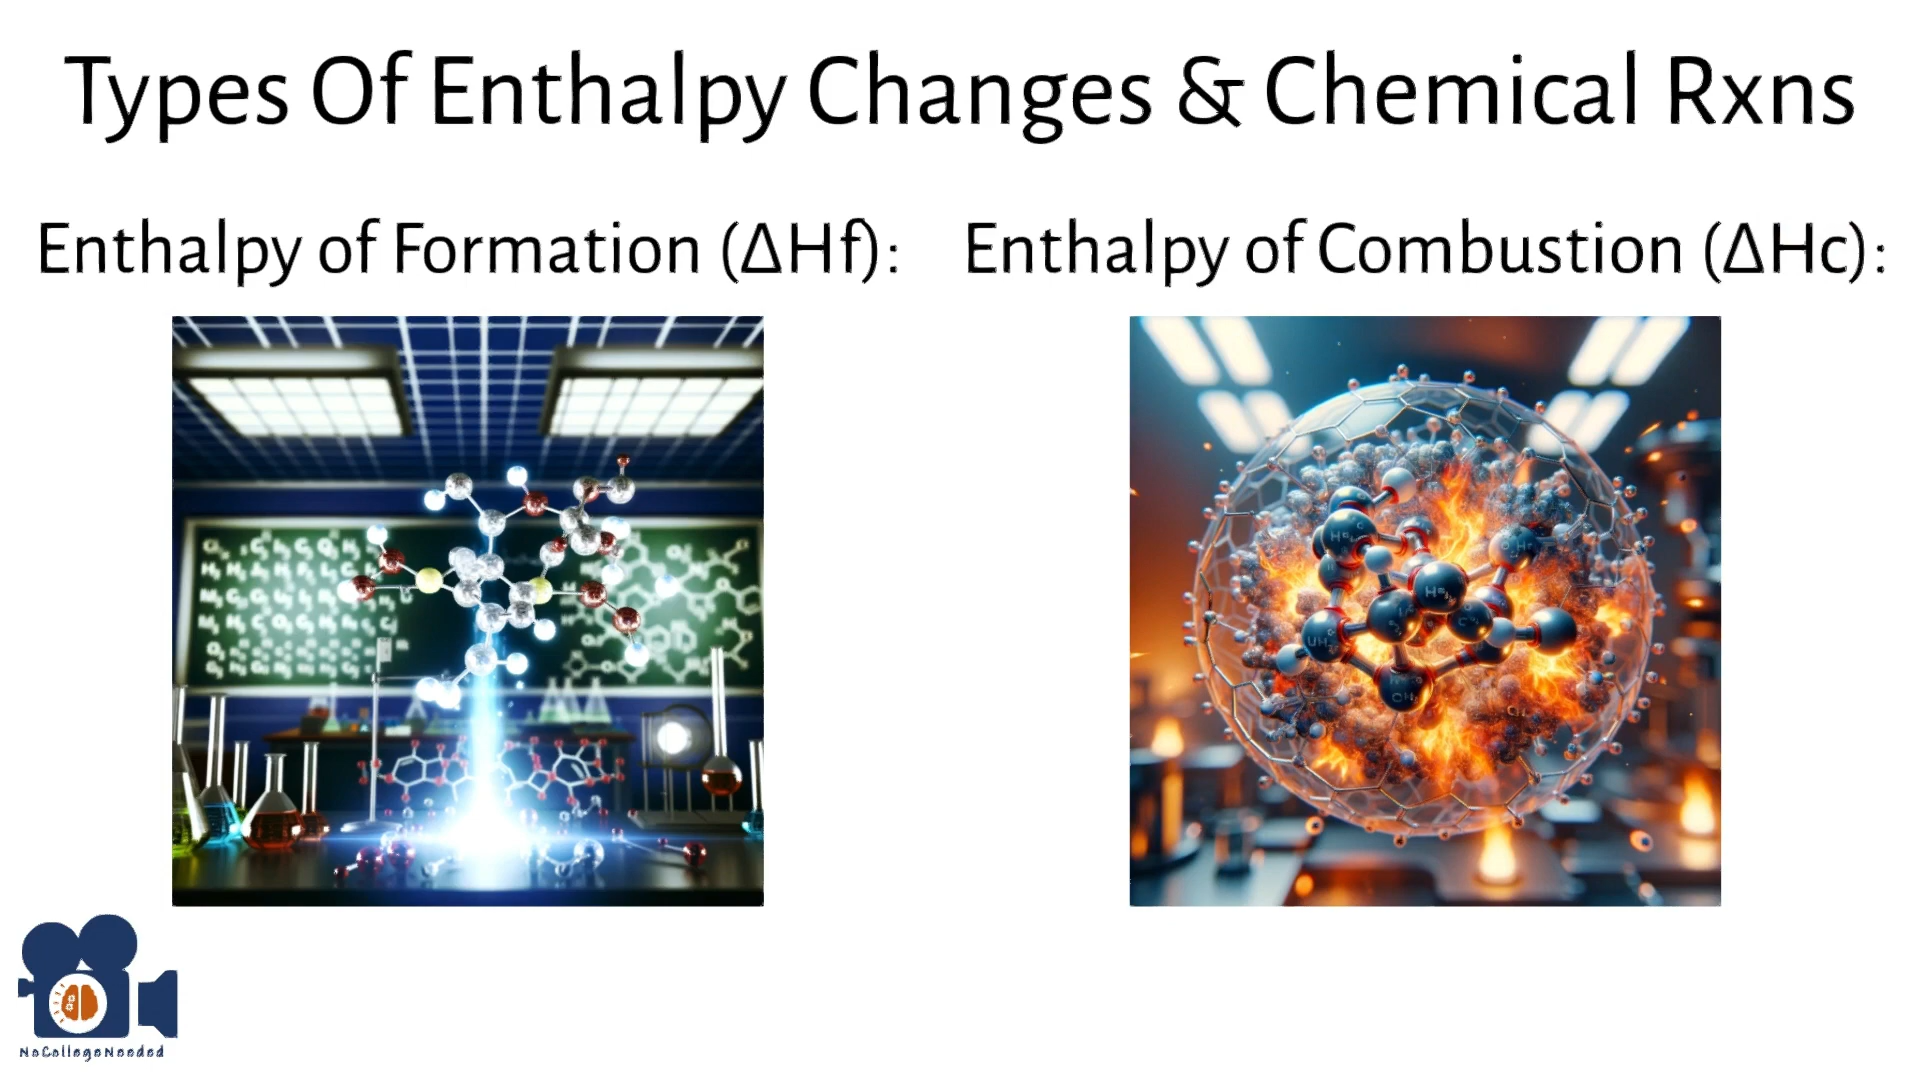 Types Of Enthalpy Changes & Chemical Rxns
Enthalpy of Formation (ΔHf):
Enthalpy of Combustion (ΔHc):
NoCollegeNeeded